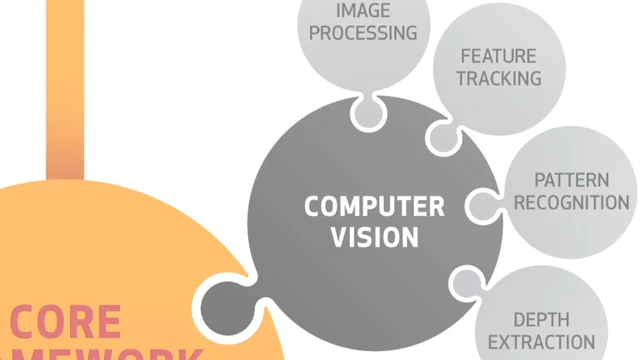 IMAGE
PROCESSING
FEATURE
TRACKING
PATTERN
RECOGNITION
COMPUTER
VISION
DEPTH
EXTRACTION
CORE